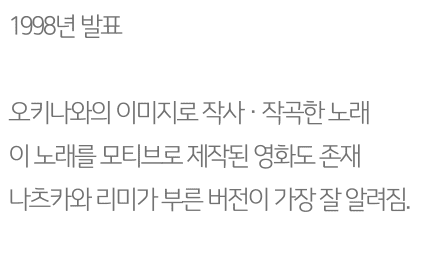 1998년 발표
오키나와의 이미지로 작사 · 작곡한 노래
이 노래를 모티브로 제작된 영화도 존재
나츠카와 리미가 부른 버전이 가장 잘 알려짐.